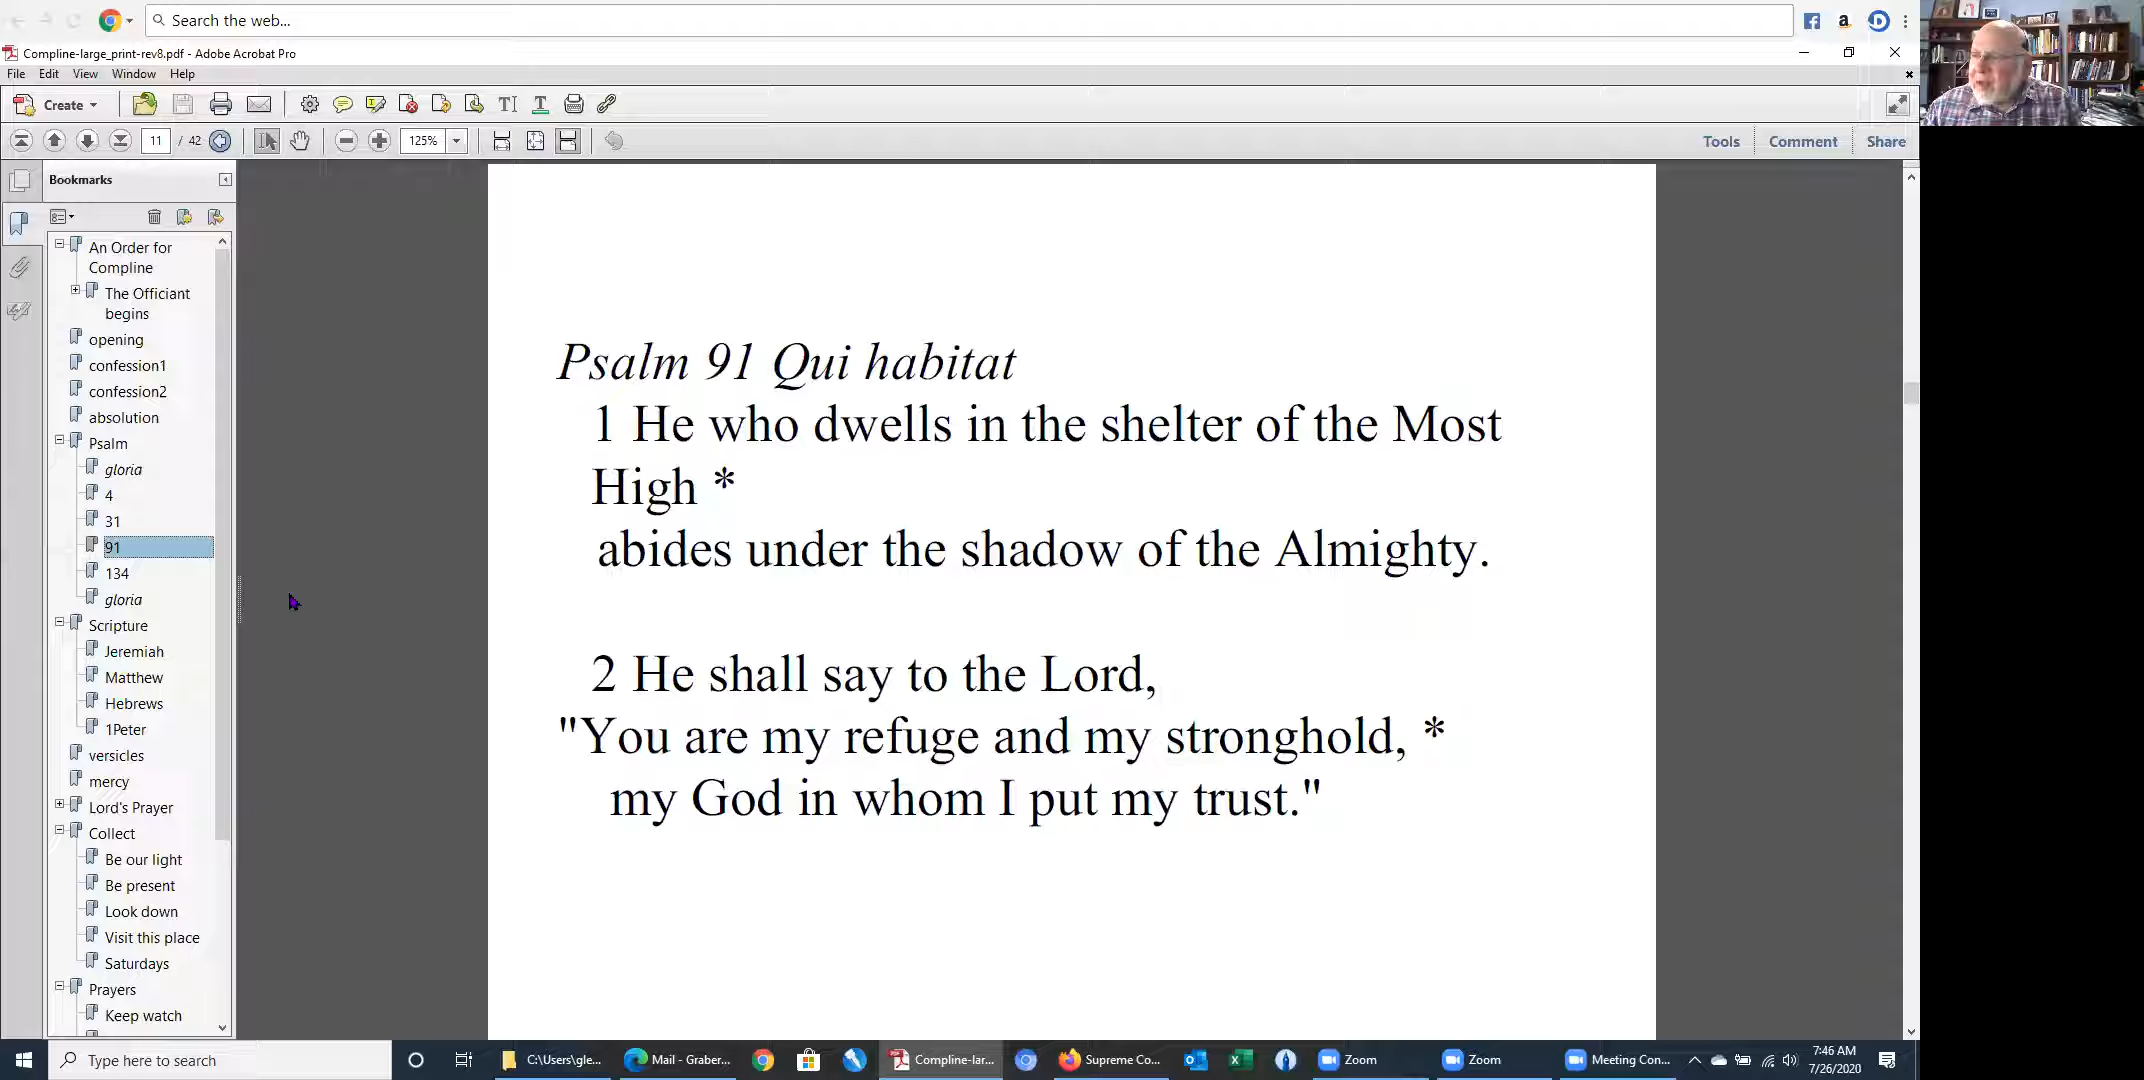 Search the web...
Compline-large_print-rev8.pdf - Adobe Acrobat Pro
File Edit View Window Help
Create
11 / 42 125% Tools Comment Share
Bookmarks
An Order for
Compline
The Officiant
begins
opening
confession1
confession2
absolution
Psalm
gloria
4
31
91
134
gloria
Scripture
Jeremiah
Matthew
Hebrews
1Peter
versicles
mercy
Lord's Prayer
Collect
Be our light
Be present
Look down
Visit this place
Saturdays
Prayers
Keep watch
Psalm 91 Qui habitat
1 He who dwells in the shelter of the Most
High *
abides under the shadow of the Almighty.
2 He shall say to the Lord,
"You are my refuge and my stronghold, *
my God in whom I put my trust."
Type here to search
C:\Users\gle...
Mail - Graber...
Compline-lar...
Supreme Co...
Zoom
Zoom
Meeting Con...
7:46 AM
7/26/2020